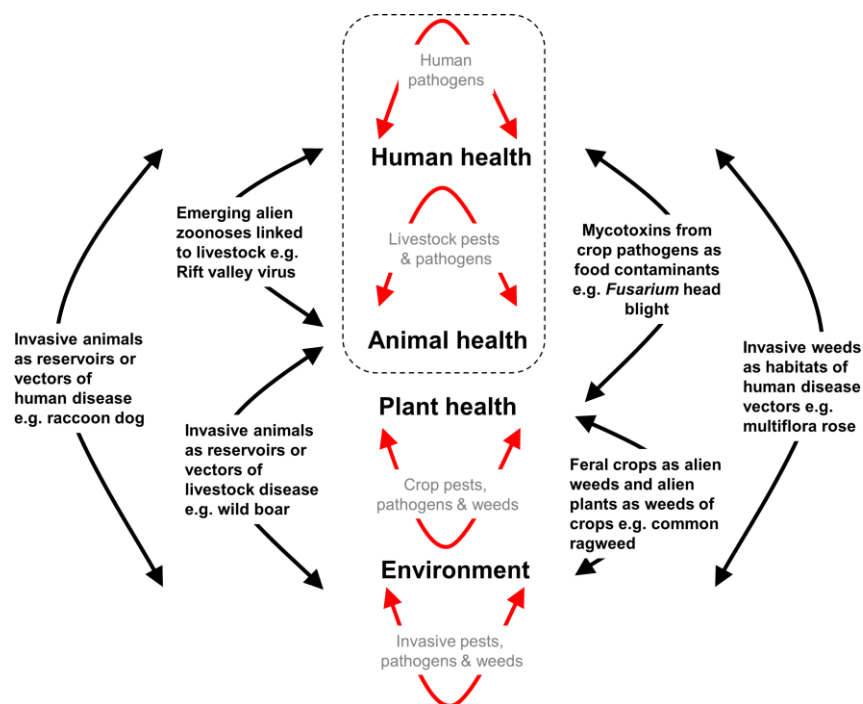 Human
pathogens
Human health
Emerging alien
zoonoses linked
to livestock e.g.
Rift valley virus
Livestock pests
& pathogens
Mycotoxins from
crop pathogens as
food contaminants
e.g. Fusarium head
blight
Animal health
Invasive animals
as reservoirs or
vectors of
human disease
e.g. raccoon dog
Invasive weeds
as habitats of
human disease
vectors e.g.
multiflora rose
Plant health
Invasive animals
as reservoirs or
vectors of
livestock disease
e.g. wild boar
Crop pests,
pathogens & weeds
Feral crops as alien
weeds and alien
plants as weeds of
crops e.g. common
ragweed
Environment
Invasive pests,
pathogens & weeds